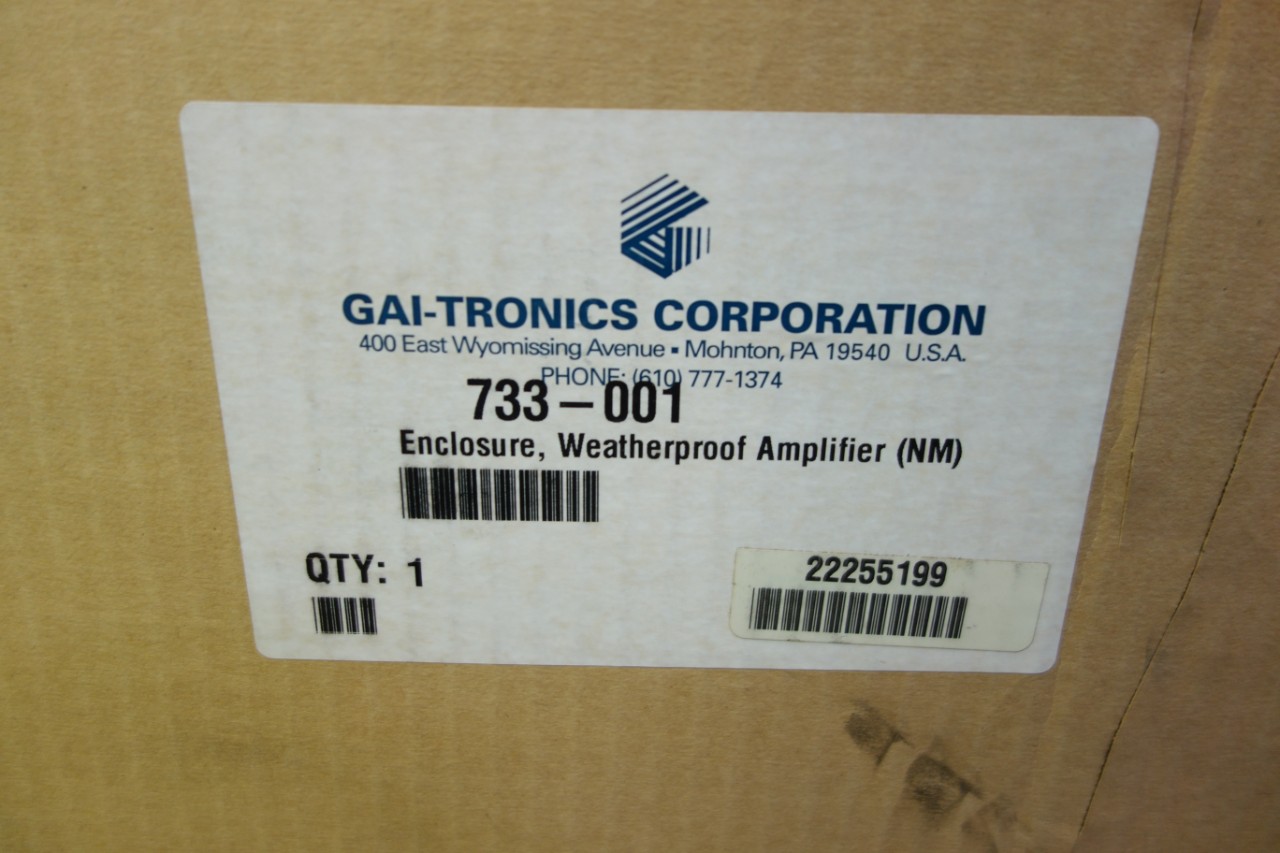 GAI-TRONICS CORPORATION
400 East Wyomissing Avenue ▪ Mohnton, PA 19540 U.S.A.
PHONE: (610) 777-1374
733-001
Enclosure, Weatherproof Amplifier (NM)
QTY: 1
22255199